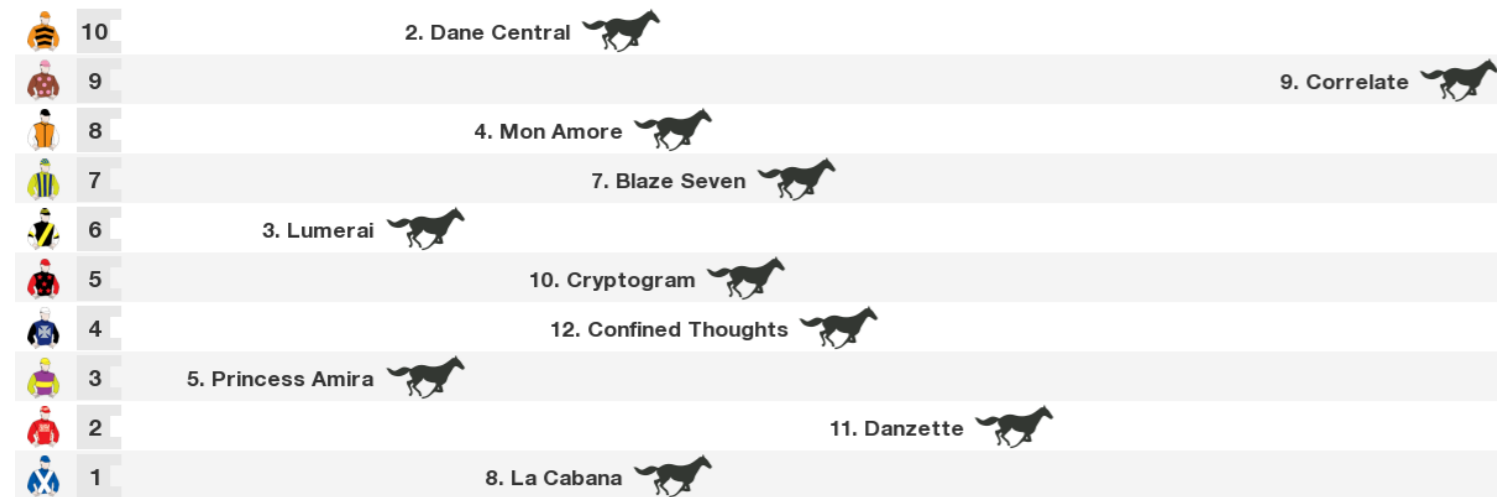 10 2. Dane Central
9 9. Correlate
8 4. Mon Amore
7 7. Blaze Seven
6 3. Lumerai
5 10. Cryptogram
4 12. Confined Thoughts
3 5. Princess Amira
2 11. Danzette
1 8. La Cabana